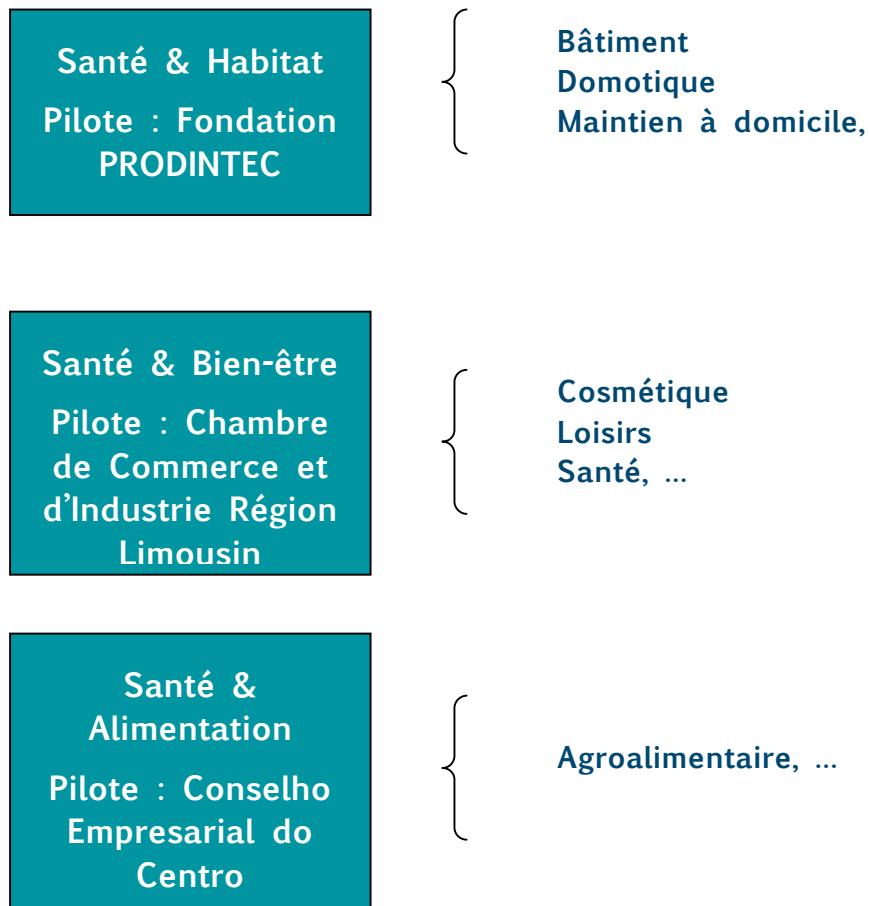 Santé & Habitat
Pilote : Fondation
PRODINTEC
Bâtiment
Domotique
Maintien à domicile,
Santé & Bien-être
Pilote : Chambre
de Commerce et
d'Industrie Région
Limousin
Cosmétique
Loisirs
Santé, ...
Santé &
Alimentation
Pilote : Conselho
Empresarial do
Centro
Agroalimentaire, ...